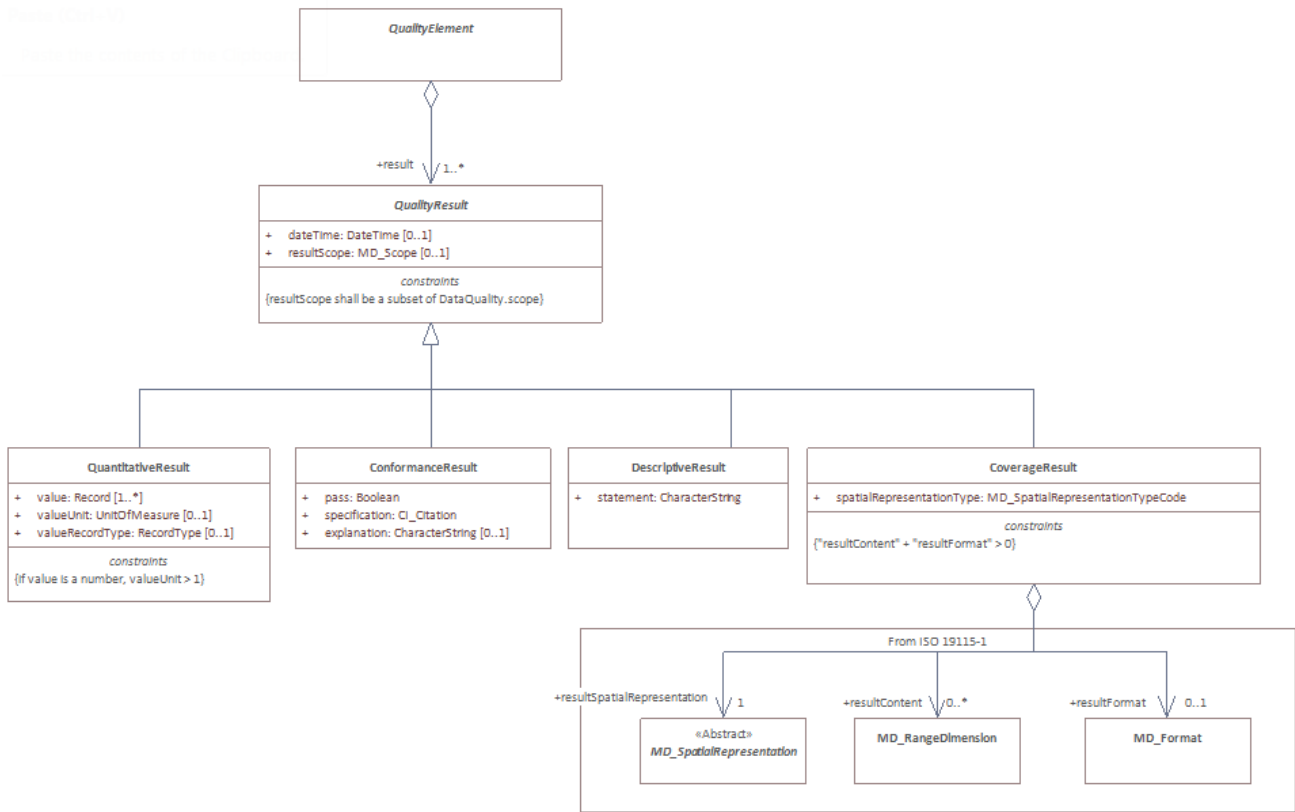 QualityElement
+result
1..*
QualityResult
+ dateTime: DateTime [0..1]
+ resultScope: MD_Scope [0..1]
constraints
{resultScope shall be a subset of DataQuality.scope}
QuantitativeResult
+ value: Record [1..*]
+ valueUnit: UnitOfMeasure [0..1]
+ valueRecordType: RecordType [0..1]
constraints
{if value is a number, valueUnit > 1}
ConformanceResult
+ pass: Boolean
+ specification: CI_Citation
+ explanation: CharacterString [0..1]
DescriptiveResult
+ statement: CharacterString
CoverageResult
+ spatialRepresentationType: MD_SpatialRepresentationTypeCode
constraints
{"resultContent" + "resultFormat" > 0}
From ISO 19115-1
+resultSpatialRepresentation
1
«Abstract»
MD_SpatialRepresentation
+resultContent
0..*
MD_RangeDimension
+resultFormat
0..1
MD_Format